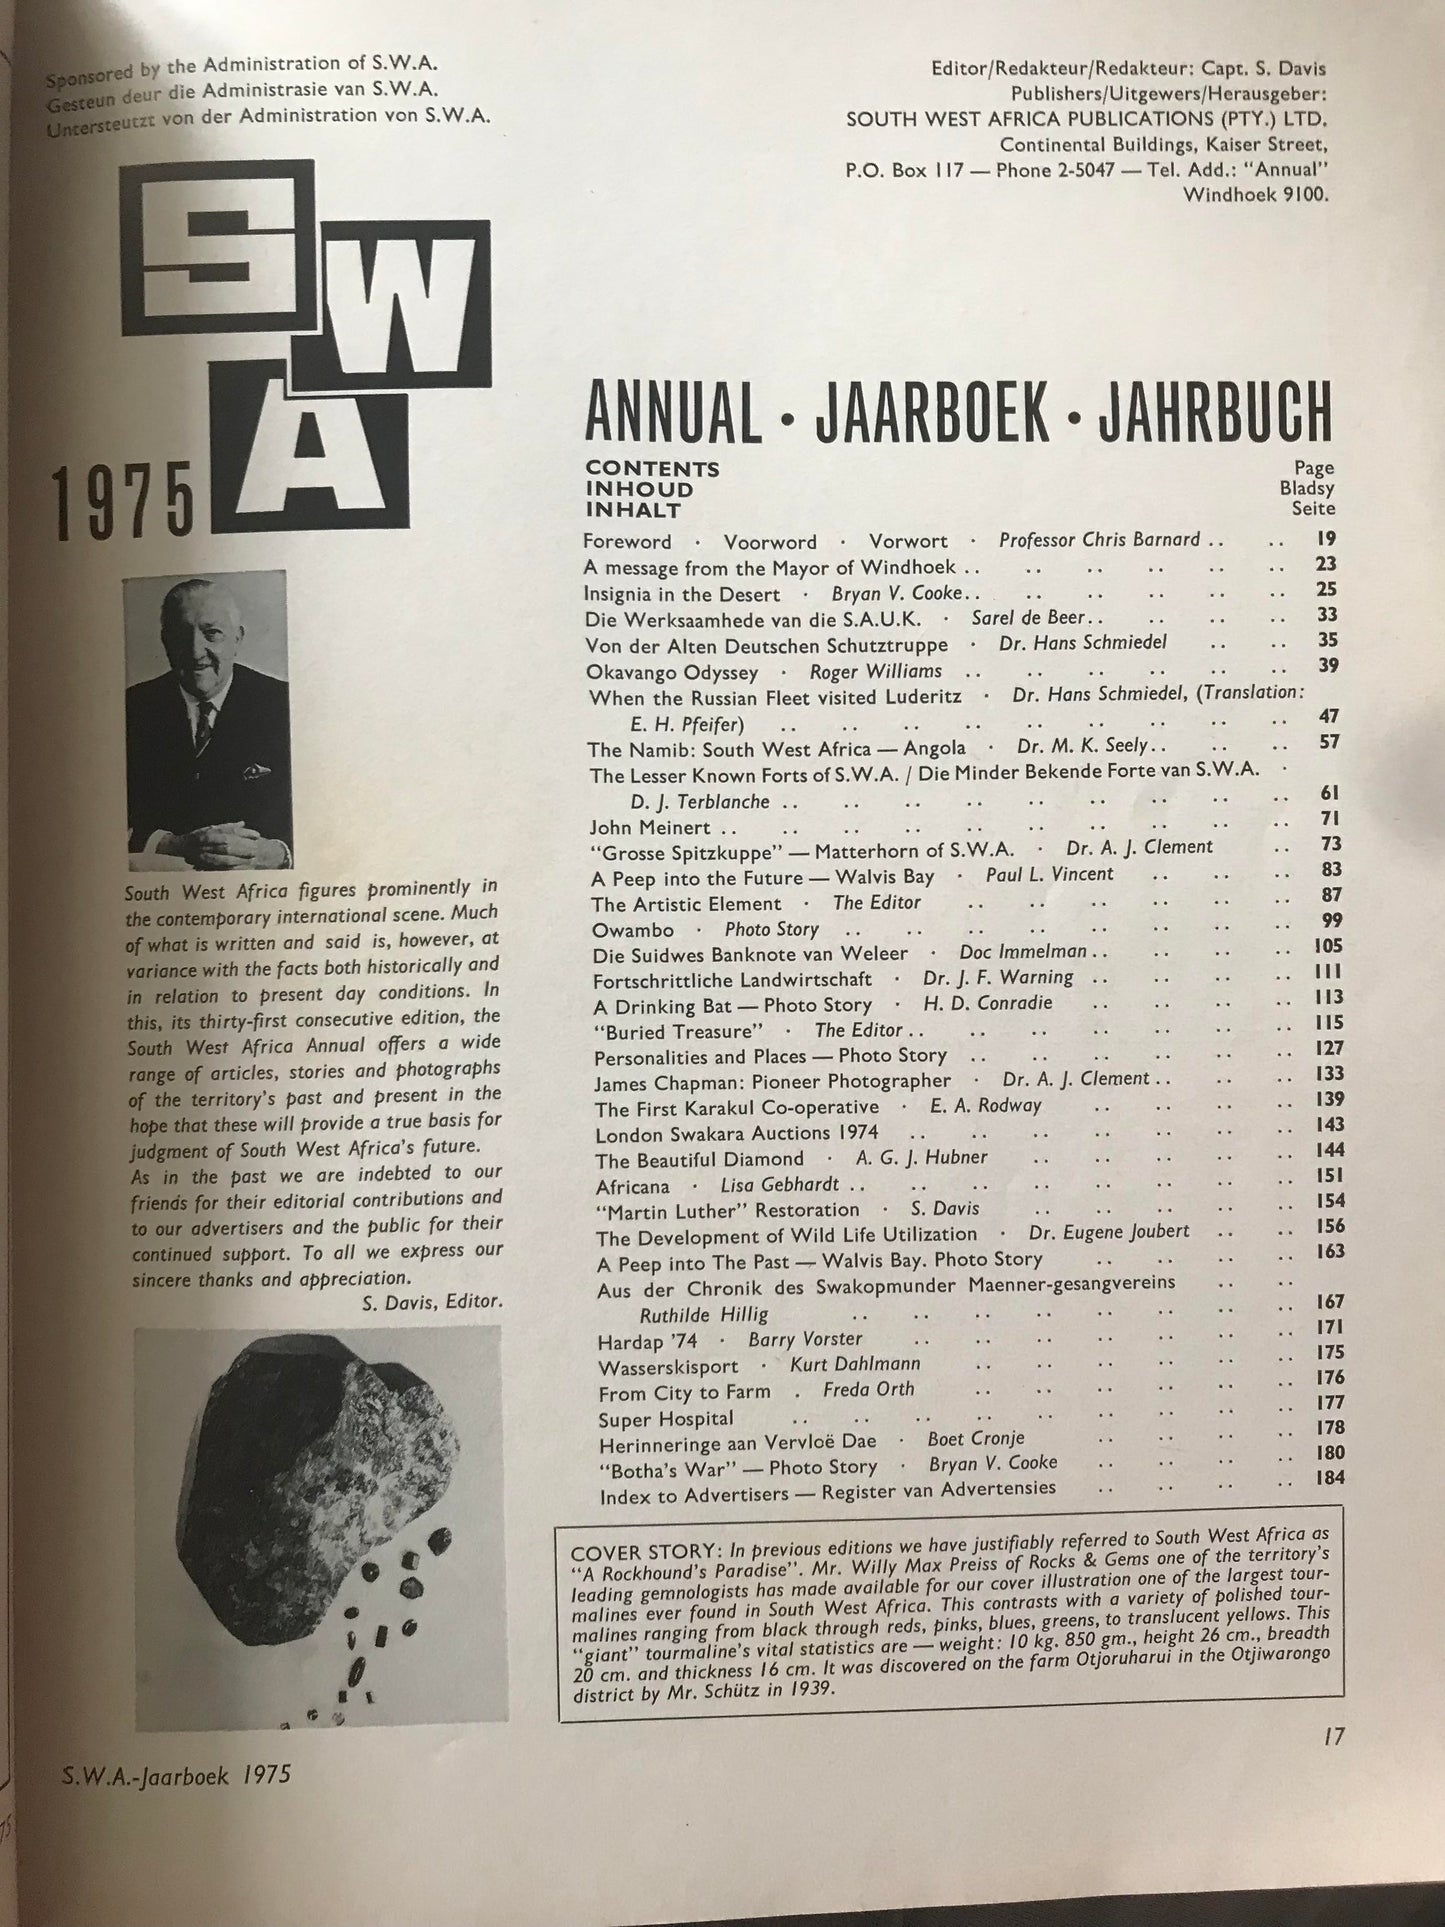 Sponsored by the Administration of S.W.A.
Gesteun deur die Administrasie van S.W.A.
Untersteutzt von der Administration von S.W.A.
Editor/Redakteur/Redakteur: Capt. S. Davis
Publishers/Uitgewers/Herausgeber:
SOUTH WEST AFRICA PUBLICATIONS (PTY.) LTD.
Continental Buildings, Kaiser Street,
P.O. Box 117 — Phone 2-5047 — Tel. Add.: "Annual"
Windhoek 9100.
SWA
1975
ANNUAL · JAARBOEK · JAHRBUCH
CONTENTS Page
INHOUD Bladsy
INHALT Seite
Foreword · Voorword · Vorwort · Professor Chris Barnard .. .. 19
A message from the Mayor of Windhoek .. .. .. .. .. .. 23
Insignia in the Desert · Bryan V. Cooke.. .. .. .. .. .. 25
Die Werksaamhede van die S.A.U.K. · Sarel de Beer.. .. .. .. 33
Von der Alten Deutschen Schutztruppe · Dr. Hans Schmiedel .. .. 35
Okavango Odyssey · Roger Williams .. .. .. .. .. .. 39
When the Russian Fleet visited Luderitz · Dr. Hans Schmiedel, (Translation:
E. H. Pfeifer) .. .. .. .. .. .. .. .. .. 47
The Namib: South West Africa — Angola · Dr. M. K. Seely.. .. .. 57
The Lesser Known Forts of S.W.A. / Die Minder Bekende Forte van S.W.A. ·
D. J. Terblanche .. .. .. .. .. .. .. .. .. 61
John Meinert .. .. .. .. .. .. .. .. .. .. 71
"Grosse Spitzkuppe" — Matterhorn of S.W.A. · Dr. A. J. Clement .. 73
A Peep into the Future — Walvis Bay · Paul L. Vincent .. .. .. 83
The Artistic Element · The Editor .. .. .. .. .. .. 87
Owambo · Photo Story .. .. .. .. .. .. .. .. 99
Die Suidwes Banknote van Weleer · Doc Immelman .. .. .. .. 105
Fortschrittliche Landwirtschaft · Dr. J. F. Warning .. .. .. .. 111
A Drinking Bat — Photo Story · H. D. Conradie .. .. .. .. 113
"Buried Treasure" · The Editor .. .. .. .. .. .. .. 115
Personalities and Places — Photo Story .. .. .. .. .. .. 127
James Chapman: Pioneer Photographer · Dr. A. J. Clement .. .. .. 133
The First Karakul Co-operative · E. A. Rodway .. .. .. .. 139
London Swakara Auctions 1974 .. .. .. .. .. .. .. 143
The Beautiful Diamond · A. G. J. Hubner .. .. .. .. .. 144
Africana · Lisa Gebhardt .. .. .. .. .. .. .. .. 151
"Martin Luther" Restoration · S. Davis .. .. .. .. .. 154
The Development of Wild Life Utilization · Dr. Eugene Joubert .. .. 156
A Peep into The Past — Walvis Bay. Photo Story .. .. .. .. 163
Aus der Chronik des Swakopmunder Maenner-gesangvereins .. ..
Ruthilde Hillig .. .. .. .. .. .. .. .. 167
Hardap '74 · Barry Vorster .. .. .. .. .. .. .. 171
Wasserskisport · Kurt Dahlmann .. .. .. .. .. .. 175
From City to Farm . Freda Orth .. .. .. .. .. .. 176
Super Hospital .. .. .. .. .. .. .. .. .. 177
Herinneringe aan Vervloë Dae · Boet Cronje .. .. .. .. 178
"Botha's War" — Photo Story · Bryan V. Cooke .. .. .. .. 180
Index to Advertisers — Register van Advertensies .. .. .. .. 184
South West Africa figures prominently in
the contemporary international scene. Much
of what is written and said is, however, at
variance with the facts both historically and
in relation to present day conditions. In
this, its thirty-first consecutive edition, the
South West Africa Annual offers a wide
range of articles, stories and photographs
of the territory's past and present in the
hope that these will provide a true basis for
judgment of South West Africa's future.
As in the past we are indebted to our
friends for their editorial contributions and
to our advertisers and the public for their
continued support. To all we express our
sincere thanks and appreciation.
S. Davis, Editor.
COVER STORY: In previous editions we have justifiably referred to South West Africa as
"A Rockhound's Paradise". Mr. Willy Max Preiss of Rocks & Gems one of the territory's
leading gemnologists has made available for our cover illustration one of the largest tour-
malines ever found in South West Africa. This contrasts with a variety of polished tour-
malines ranging from black through reds, pinks, blues, greens, to translucent yellows. This
"giant" tourmaline's vital statistics are — weight: 10 kg. 850 gm., height 26 cm., breadth
20 cm. and thickness 16 cm. It was discovered on the farm Otjoruharui in the Otjiwarongo
district by Mr. Schütz in 1939.
17
S.W.A.-Jaarboek 1975